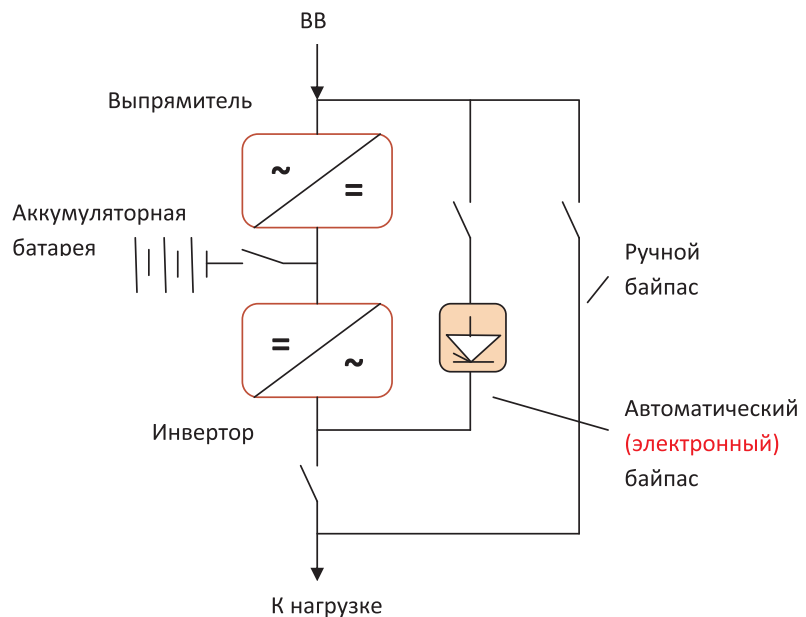 ВВ
Выпрямитель
~
=
Аккумуляторная
батарея
Ручной
байпас
=
~
Автоматический
(электронный)
байпас
Инвертор
К нагрузке